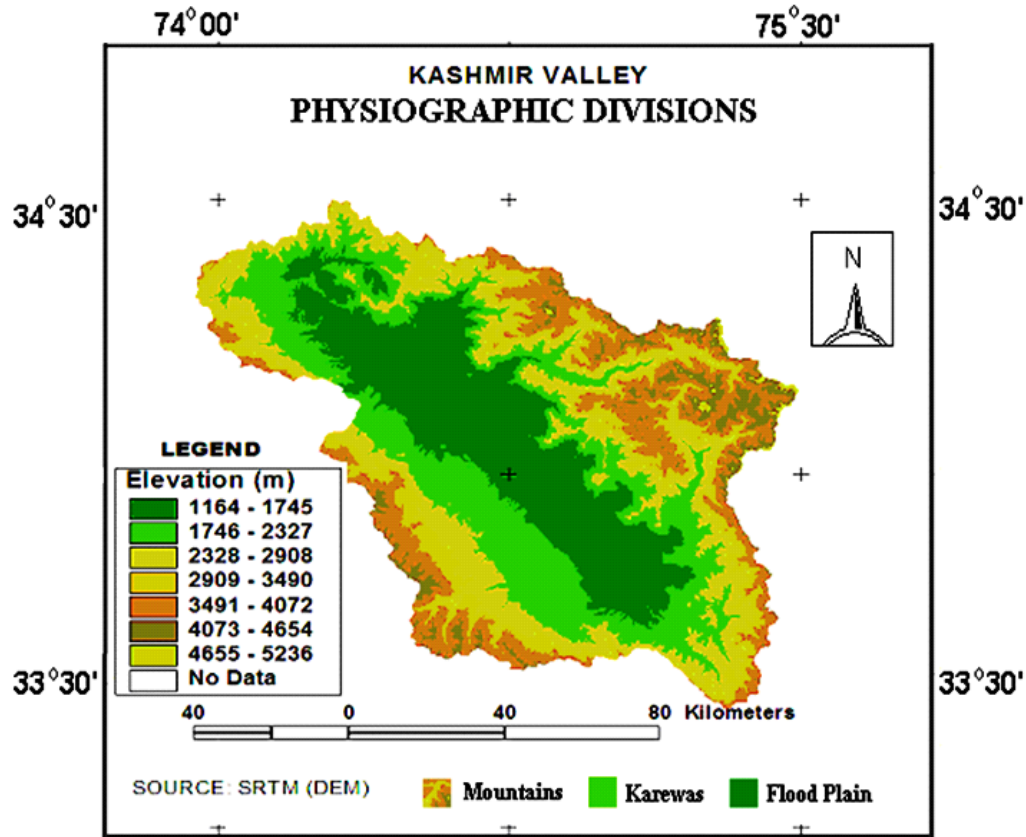 74°00' 75°30'
KASHMIR VALLEY
PHYSIOGRAPHIC DIVISIONS
34°30' 34°30'
N
LEGEND
Elevation (m)
1164 - 1745
1746 - 2327
2328 - 2908
2909 - 3490
3491 - 4072
4073 - 4654
4655 - 5236
No Data
33°30' 33°30'
40 0 40 80 Kilometers
SOURCE: SRTM (DEM) Mountains Karewas Flood Plain